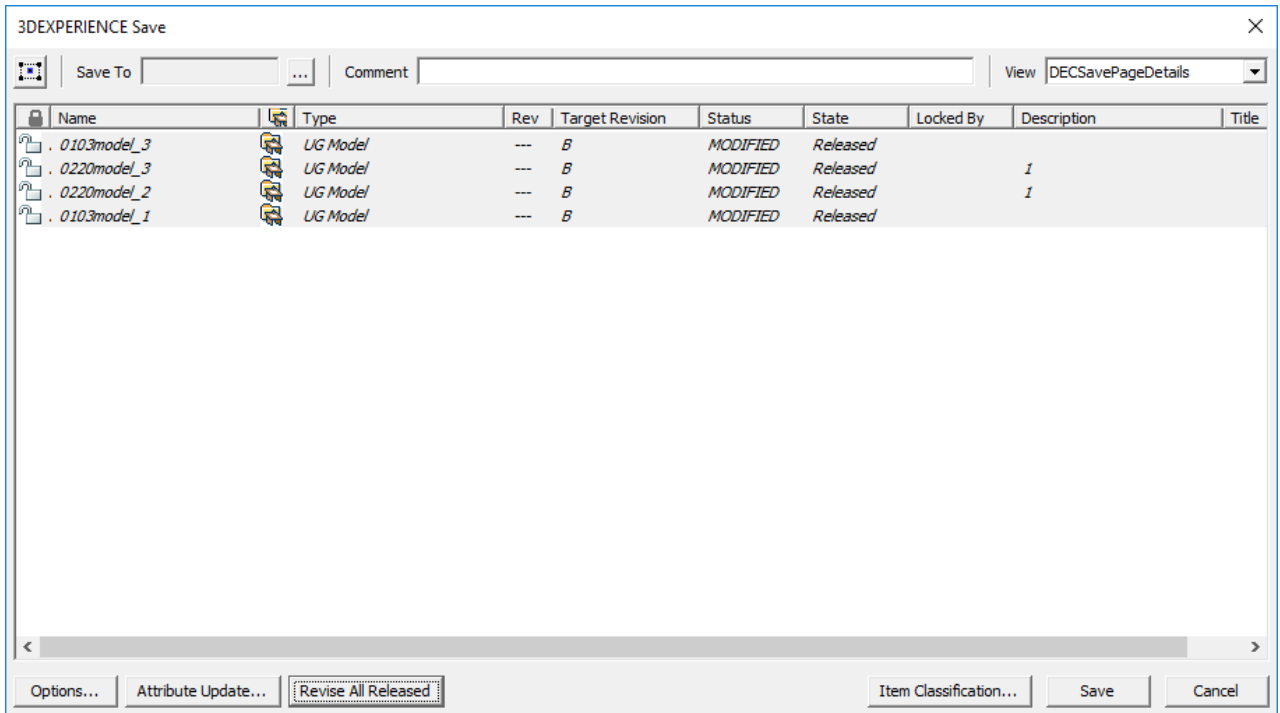 3DEXPERIENCE Save
Save To ... Comment View DECSavePageDetails
Name Type Rev Target Revision Status State Locked By Description Title
. 0103model_3 UG Model --- B MODIFIED Released
. 0220model_3 UG Model --- B MODIFIED Released 1
. 0220model_2 UG Model --- B MODIFIED Released 1
. 0103model_1 UG Model --- B MODIFIED Released
Options... Attribute Update... Revise All Released Item Classification... Save Cancel